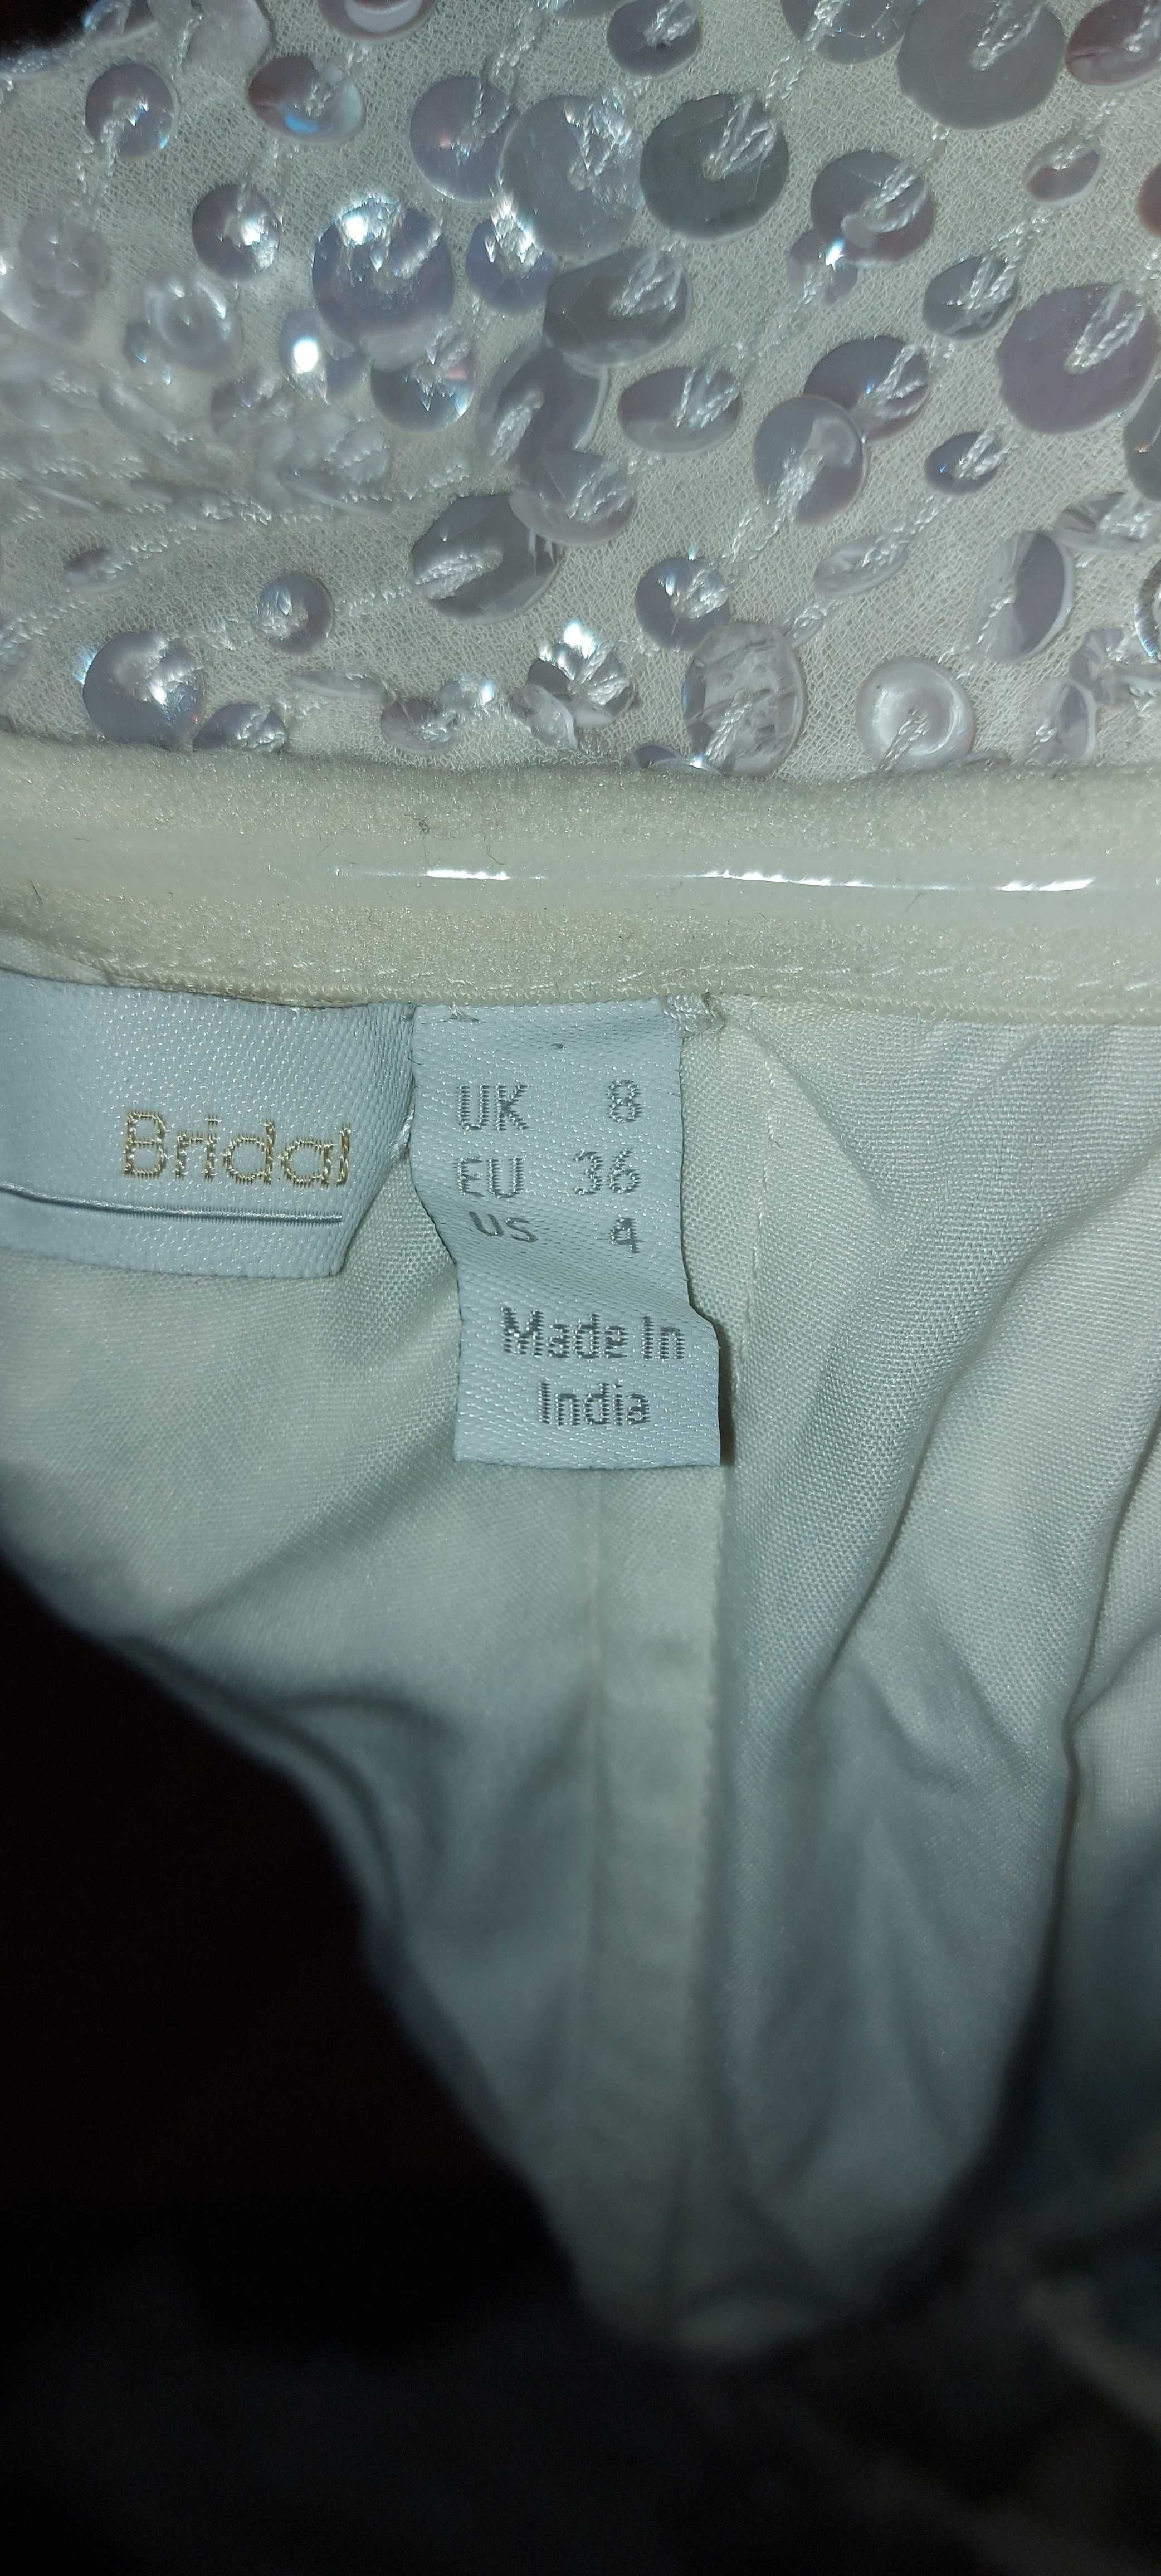 Bridal
UK 8
EU 36
US 4
Made In
India